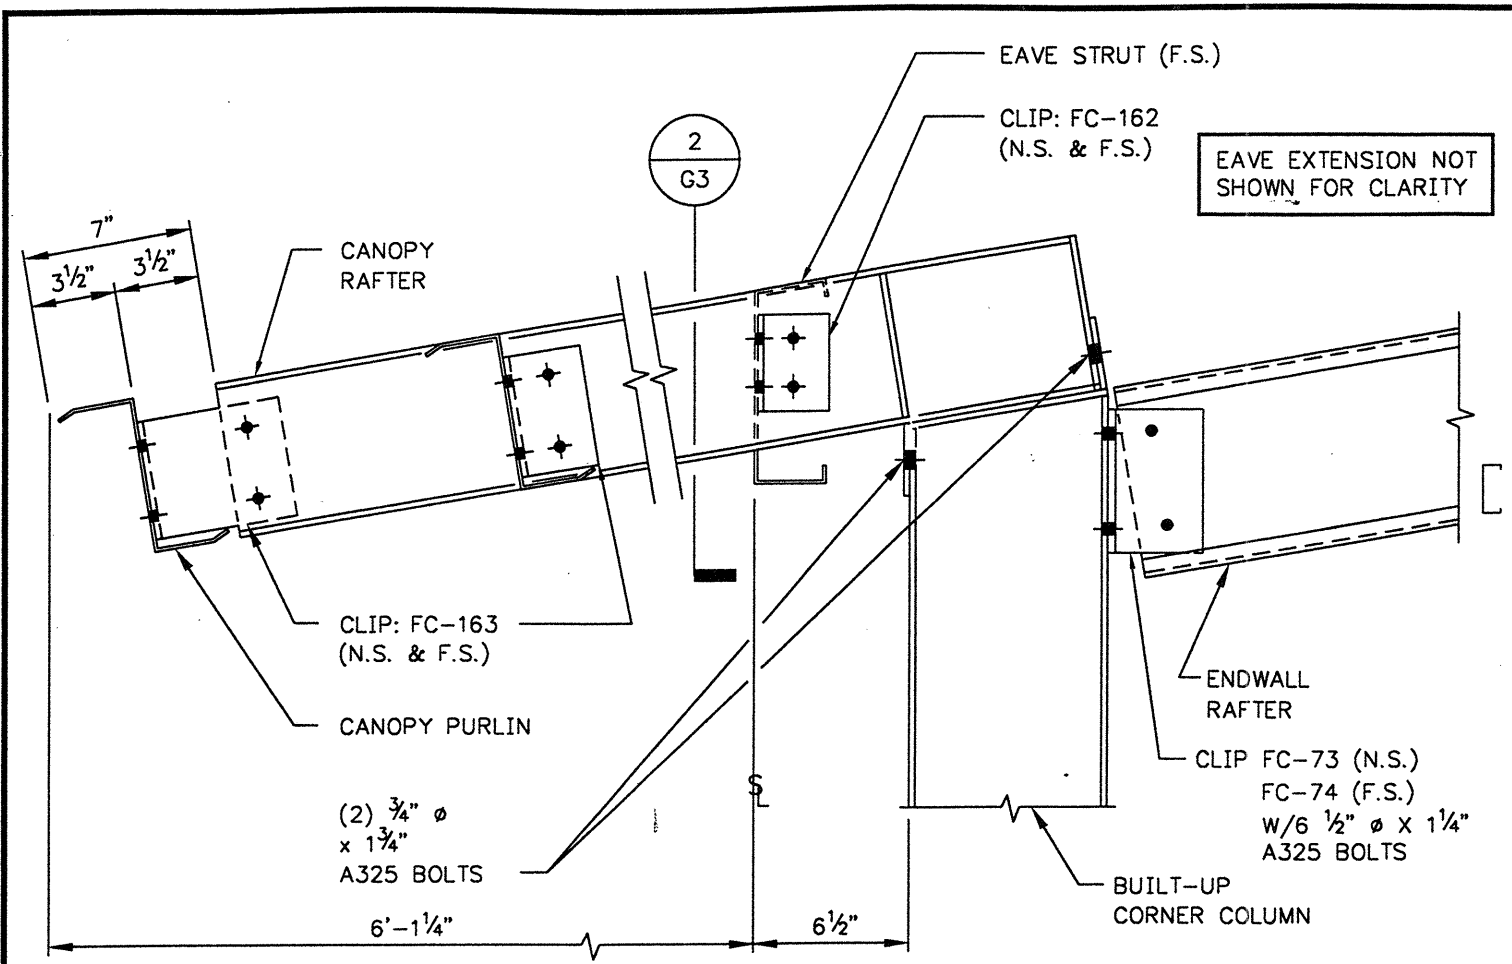 EAVE STRUT (F.S.)
CLIP: FC-162
(N.S. & F.S.)
2
G3
EAVE EXTENSION NOT
SHOWN FOR CLARITY
7"
3½"
3½"
CANOPY
RAFTER
CLIP: FC-163
(N.S. & F.S.)
CANOPY PURLIN
ENDWALL
RAFTER
CLIP FC-73 (N.S.)
FC-74 (F.S.)
W/6 ½" ø X 1¼"
A325 BOLTS
(2) ¾" ø
x 1¾"
A325 BOLTS
BUILT-UP
CORNER COLUMN
SL
6'-1¼"
6½"